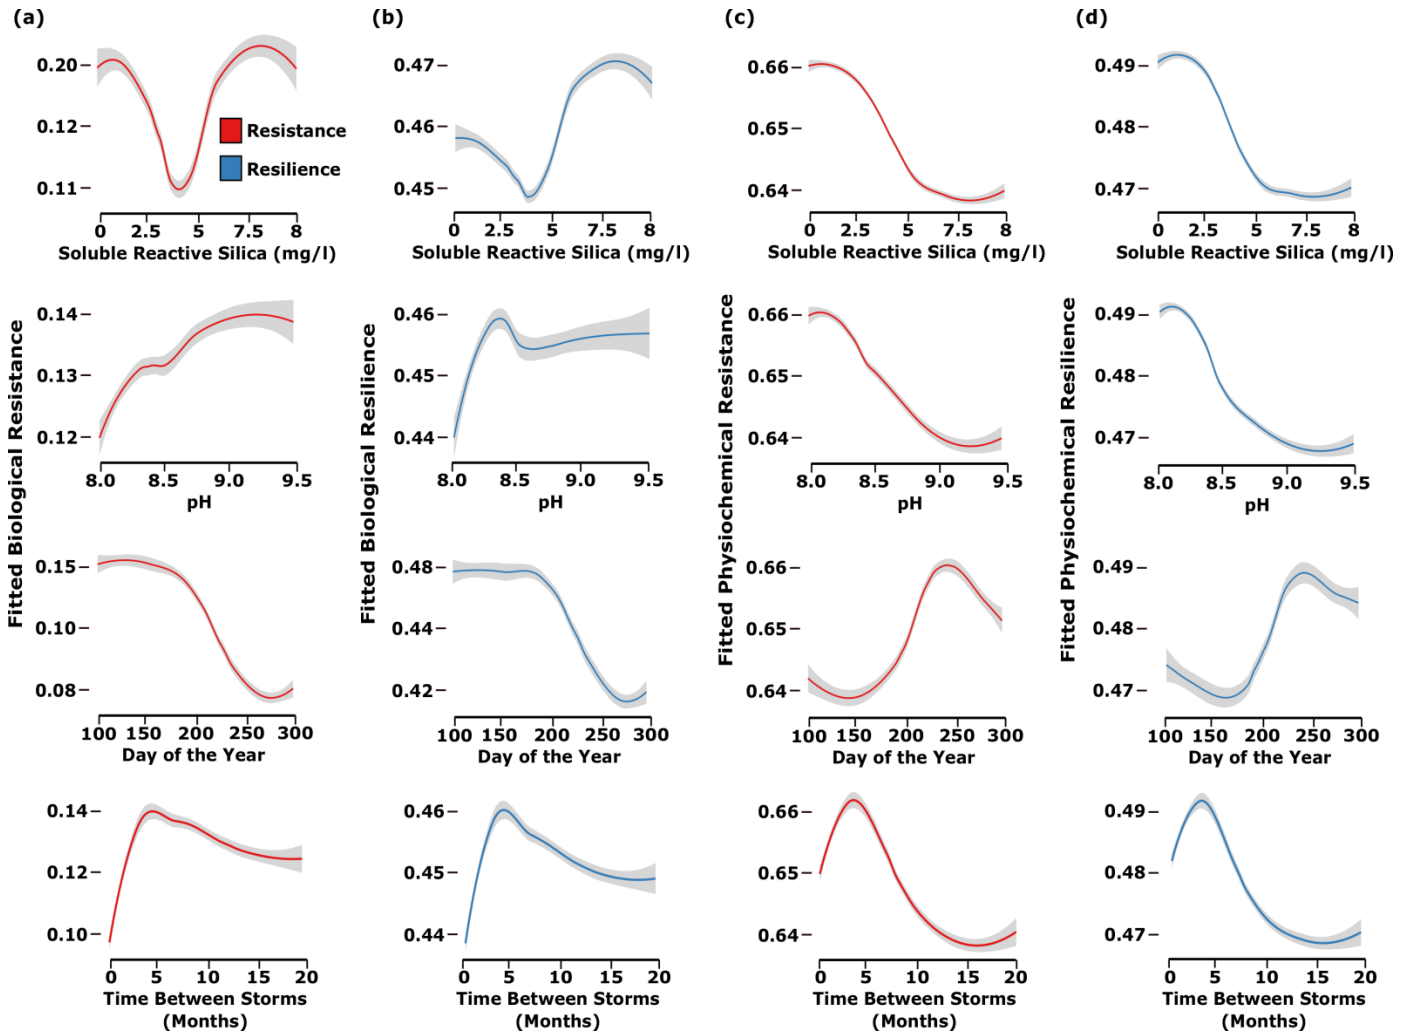 (a)
(b)
(c)
(d)
Fitted Biological Resistance
Fitted Biological Resilience
Fitted Physiochemical Resistance
Fitted Physiochemical Resilience
0.20
0.12
0.11
Resistance
Resilience
0 2.5 5 7.5 8
Soluble Reactive Silica (mg/l)
0.47
0.46
0.45
0 2.5 5 7.5 8
Soluble Reactive Silica (mg/l)
0.66
0.65
0.64
0 2.5 5 7.5 8
Soluble Reactive Silica (mg/l)
0.49
0.48
0.47
0 2.5 5 7.5 8
Soluble Reactive Silica (mg/l)
0.14
0.13
0.12
8.0 8.5 9.0 9.5
pH
0.46
0.45
0.44
8.0 8.5 9.0 9.5
pH
0.66
0.65
0.64
8.0 8.5 9.0 9.5
pH
0.49
0.48
0.47
8.0 8.5 9.0 9.5
pH
0.15
0.10
0.08
100 150 200 250 300
Day of the Year
0.48
0.44
0.42
100 150 200 250 300
Day of the Year
0.66
0.65
0.64
100 150 200 250 300
Day of the Year
0.49
0.48
0.47
100 150 200 250 300
Day of the Year
0.14
0.12
0.10
0 5 10 15 20
Time Between Storms
(Months)
0.46
0.45
0.44
0 5 10 15 20
Time Between Storms
(Months)
0.66
0.65
0.64
0 5 10 15 20
Time Between Storms
(Months)
0.49
0.48
0.47
0 5 10 15 20
Time Between Storms
(Months)